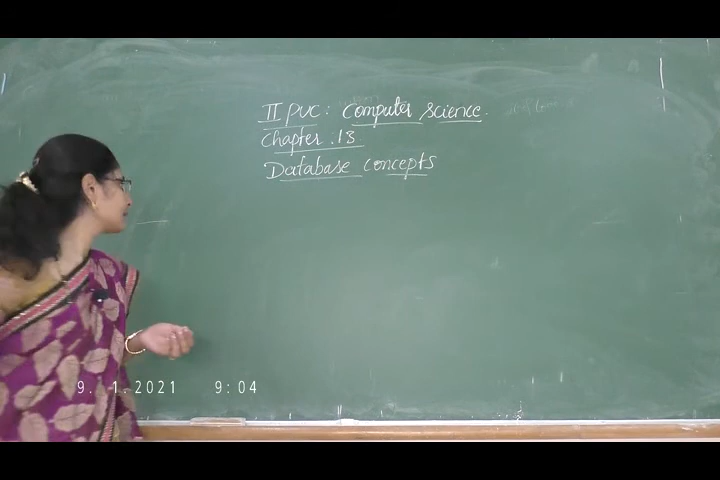 II PUC: Computer science.
Chapter .13
Database concepts
9. 1.2021 9:04